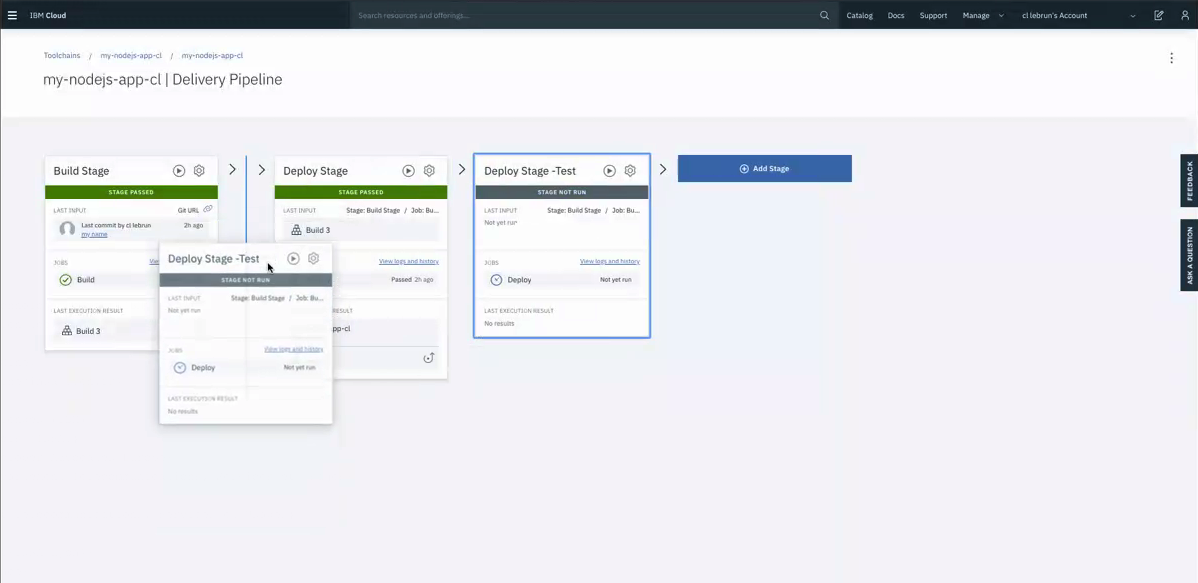 IBM Cloud
Search resources and offerings...
Catalog
Docs
Support
Manage
cl lebrun's Account
Toolchains / my-nodejs-app-cl / my-nodejs-app-cl
my-nodejs-app-cl | Delivery Pipeline
Build Stage
STAGE PASSED
LAST INPUT Git URL
Last commit by cl lebrun 2h ago
my name
JOBS
Build
LAST EXECUTION RESULT
Build 3
Deploy Stage
STAGE PASSED
LAST INPUT Stage: Build Stage / Job: Bu...
Build 3
View logs and history
Passed 2h ago
RESULT
pp-cl
Deploy Stage -Test
STAGE NOT RUN
LAST INPUT Stage: Build Stage / Job: Bu...
Not yet run
JOBS View logs and history
Deploy Not yet run
LAST EXECUTION RESULT
No results
Deploy Stage -Test
STAGE NOT RUN
LAST INPUT Stage: Build Stage / Job: Bu...
Not yet run
JOBS View logs and history
Deploy Not yet run
LAST EXECUTION RESULT
No results
Add Stage
FEEDBACK
ASK A QUESTION